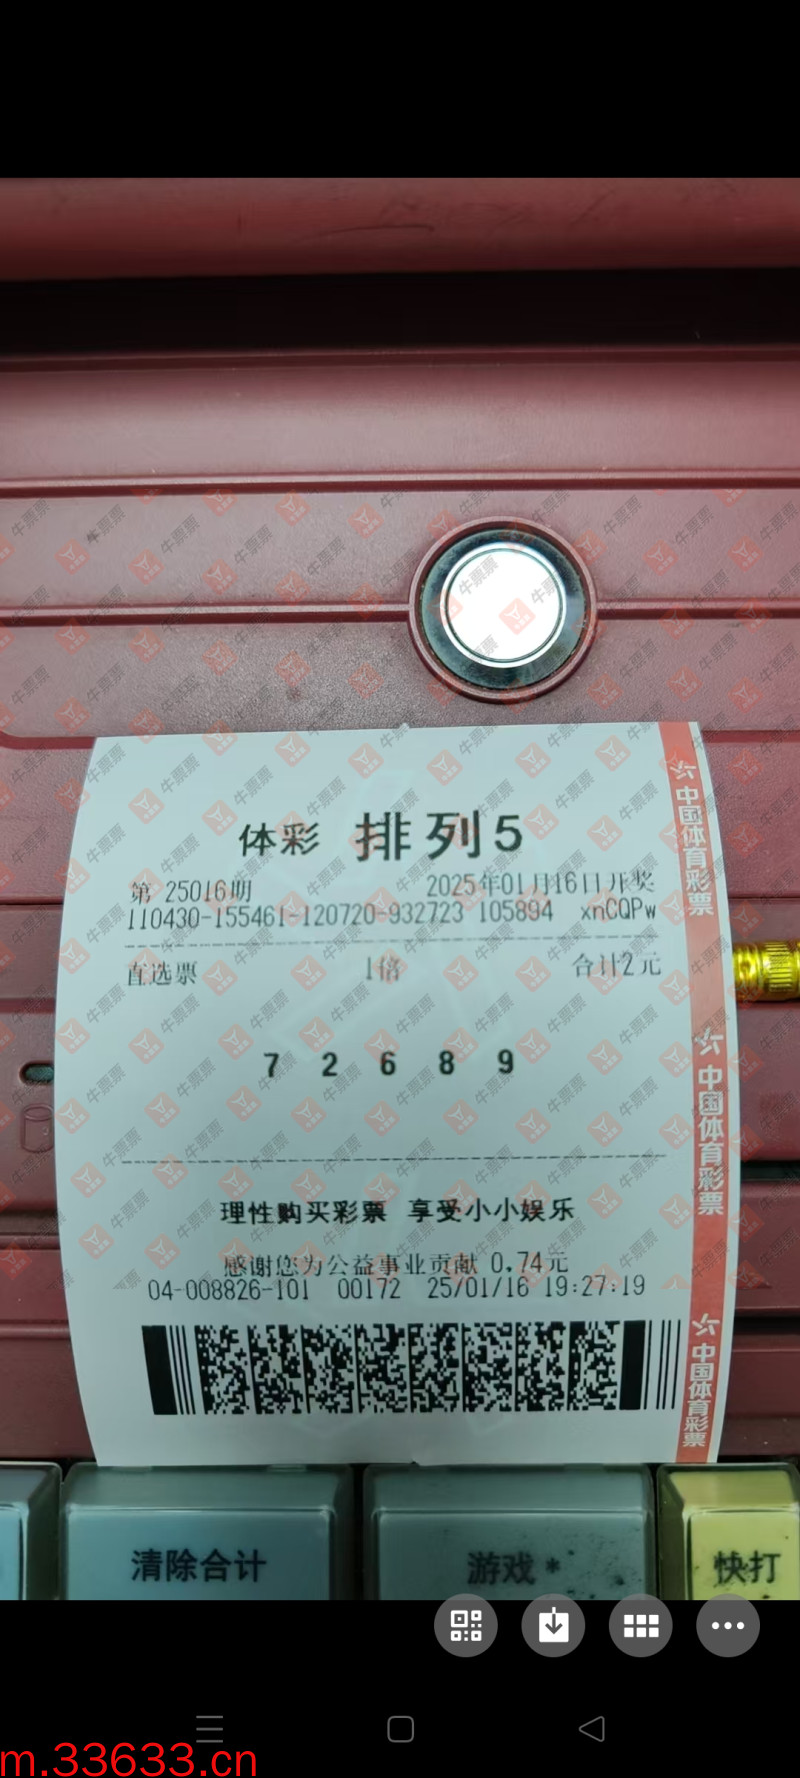 体彩 排列5
第 25016期 2025年01月16日开奖
110430-155461-120720-932723 105894 xnCQPw
直选票 1倍 合计2元
7 2 6 8 9
理性购买彩票 享受小小娱乐
感谢您为公益事业贡献 0.74元
04-008826-101 00172 25/01/16 19:27:19
中国体育彩票
中国体育彩票
中国体育彩票
牛票票
清除合计
游戏*
快打
m.33633.cn